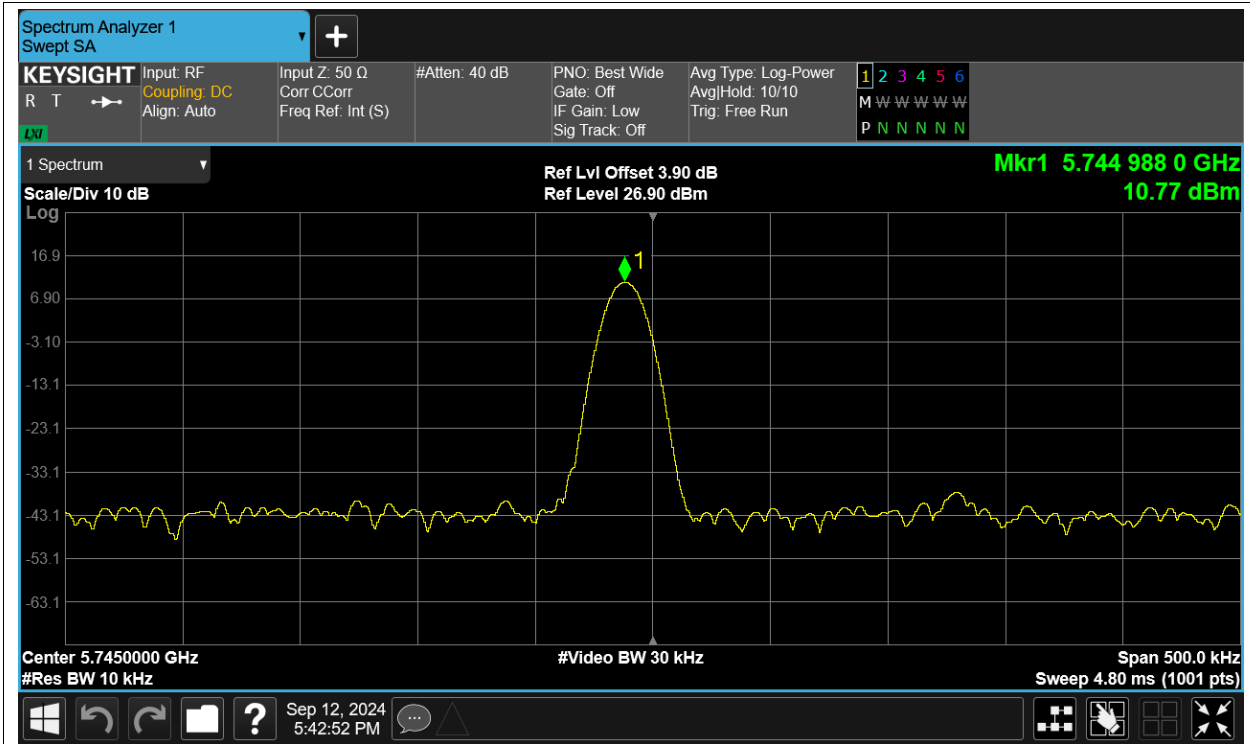 Spectrum Analyzer 1
Swept SA
KEYSIGHT
R T
LXI
Input: RF
Coupling: DC
Align: Auto
Input Z: 50 Ω
Corr CCorr
Freq Ref: Int (S)
#Atten: 40 dB
PNO: Best Wide
Gate: Off
IF Gain: Low
Sig Track: Off
Avg Type: Log-Power
Avg|Hold: 10/10
Trig: Free Run
1 2 3 4 5 6
M W W W W W
P N N N N N
1 Spectrum
Scale/Div 10 dB
Log
Ref Lvl Offset 3.90 dB
Ref Level 26.90 dBm
Mkr1 5.744 988 0 GHz
10.77 dBm
1
16.9
6.90
-3.10
-13.1
-23.1
-33.1
-43.1
-53.1
-63.1
Center 5.7450000 GHz
#Res BW 10 kHz
#Video BW 30 kHz
Span 500.0 kHz
Sweep 4.80 ms (1001 pts)
?
Sep 12, 2024
5:42:52 PM